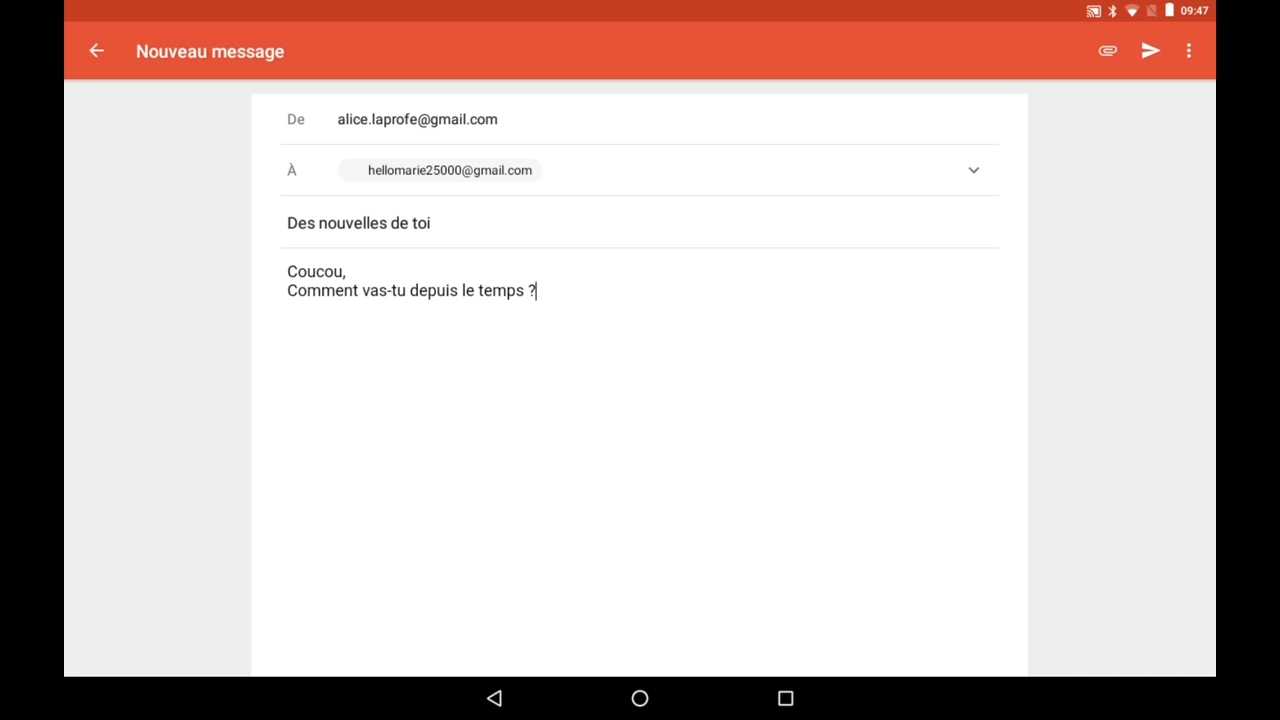 09:47
Nouveau message
De alice.laprofe@gmail.com
À hellomarie25000@gmail.com
Des nouvelles de toi
Coucou,
Comment vas-tu depuis le temps ?